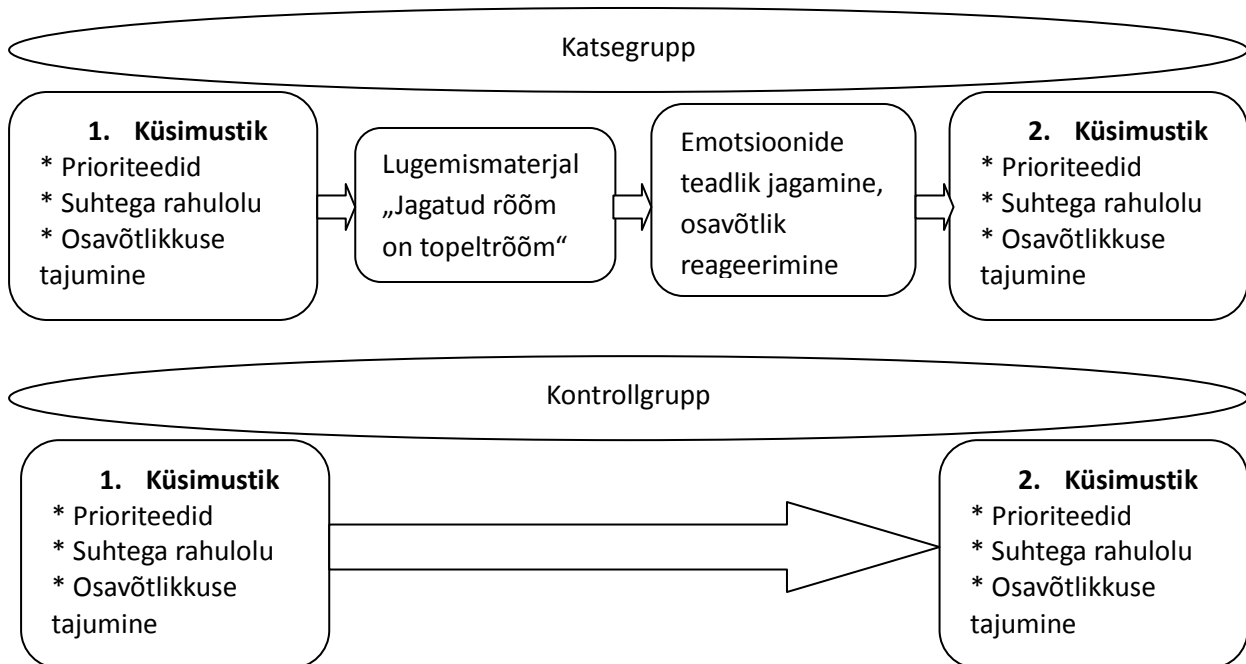 Katsegrupp
1. Küsimustik
* Prioriteedid
* Suhtega rahulolu
* Osavõtlikkuse
tajumine
Lugemismaterjal
„Jagatud rõõm
on topeltrõõm“
Emotsioonide
teadlik jagamine,
osavõtlik
reageerimine
2. Küsimustik
* Prioriteedid
* Suhtega rahulolu
* Osavõtlikkuse
tajumine
Kontrollgrupp
1. Küsimustik
* Prioriteedid
* Suhtega rahulolu
* Osavõtlikkuse
tajumine
2. Küsimustik
* Prioriteedid
* Suhtega rahulolu
* Osavõtlikkuse
tajumine